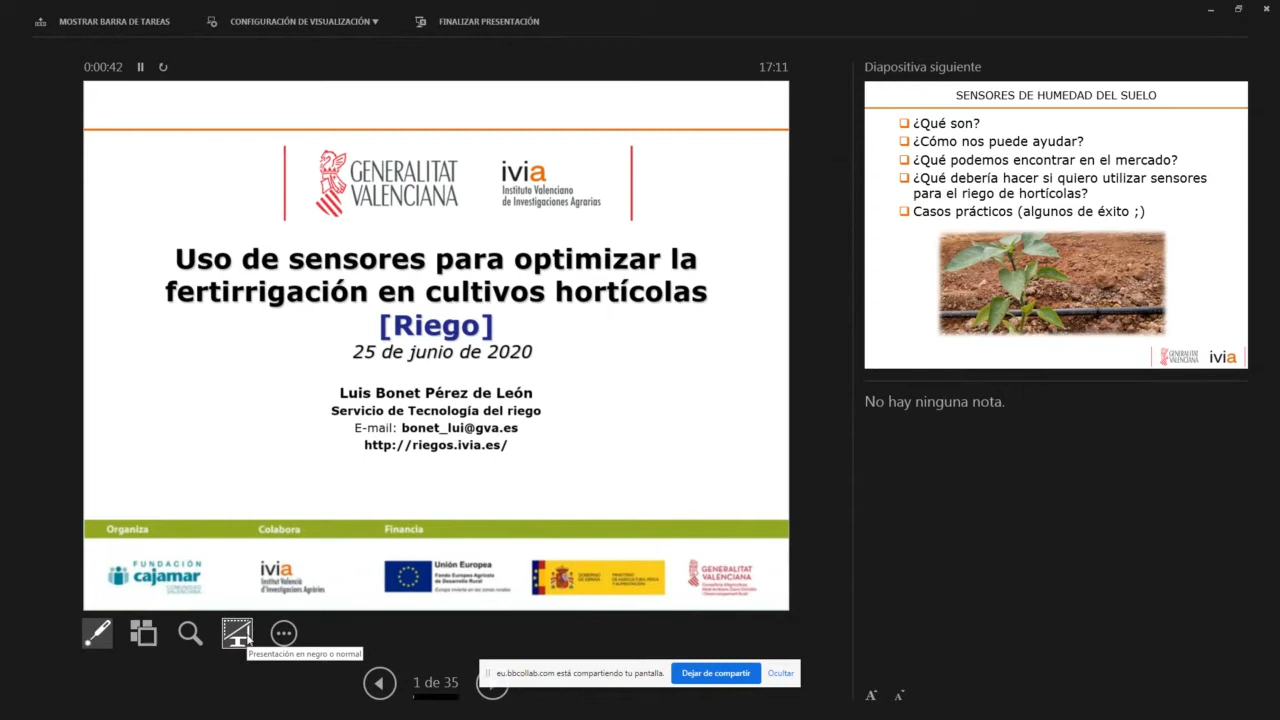 MOSTRAR BARRA DE TAREAS
CONFIGURACIÓN DE VISUALIZACIÓN ▼
FINALIZAR PRESENTACIÓN
0:00:42
17:11
GENERALITAT
VALENCIANA
ivia
Instituto Valenciano
de Investigaciones Agrarias
Uso de sensores para optimizar la
fertirrigación en cultivos hortícolas
[Riego]
25 de junio de 2020
Luis Bonet Pérez de León
Servicio de Tecnología del riego
E-mail: bonet_lui@gva.es
http://riegos.ivia.es/
Organiza
Colabora
Financia
FUNDACIÓN
cajamar
COMUNIDAD
VALENCIANA
ivia
Institut Valencià
d'Investigacions Agràries
Unión Europea
Fondo Europeo Agrícola
de Desarrollo Rural
Europa invierte en las zonas rurales
GOBIERNO
DE ESPAÑA
MINISTERIO
DE AGRICULTURA, PESCA
Y ALIMENTACIÓN
GENERALITAT
VALENCIANA
Presentación en negro o normal
1 de 35
eu.bbcollab.com está compartiendo tu pantalla.
Dejar de compartir
Ocultar
Diapositiva siguiente
SENSORES DE HUMEDAD DEL SUELO
❑ ¿Qué son?
❑ ¿Cómo nos puede ayudar?
❑ ¿Qué podemos encontrar en el mercado?
❑ ¿Qué debería hacer si quiero utilizar sensores
para el riego de hortícolas?
❑ Casos prácticos (algunos de éxito ;)
GENERALITAT
VALENCIANA
ivia
No hay ninguna nota.
A A